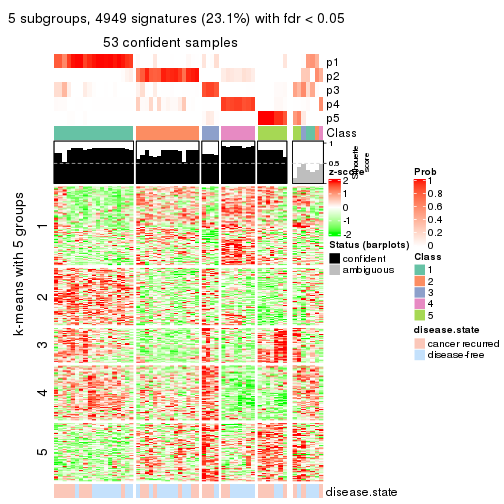 5 subgroups, 4949 signatures (23.1%) with fdr < 0.05
53 confident samples
p1
p2
p3
p4
p5
Class
1
0.5
0
Silhouette
score
k-means with 5 groups
1
2
3
4
5
disease.state
z-score
2
1
0
-1
-2
Status (barplots)
confident
ambiguous
Prob
1
0.8
0.6
0.4
0.2
0
Class
1
2
3
4
5
disease.state
cancer recurred
disease-free